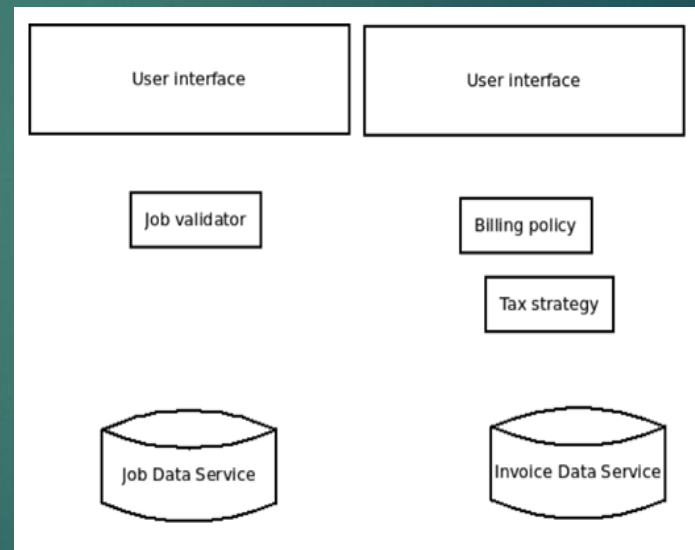 User interface
User interface
Job validator
Billing policy
Tax strategy
Job Data Service
Invoice Data Service